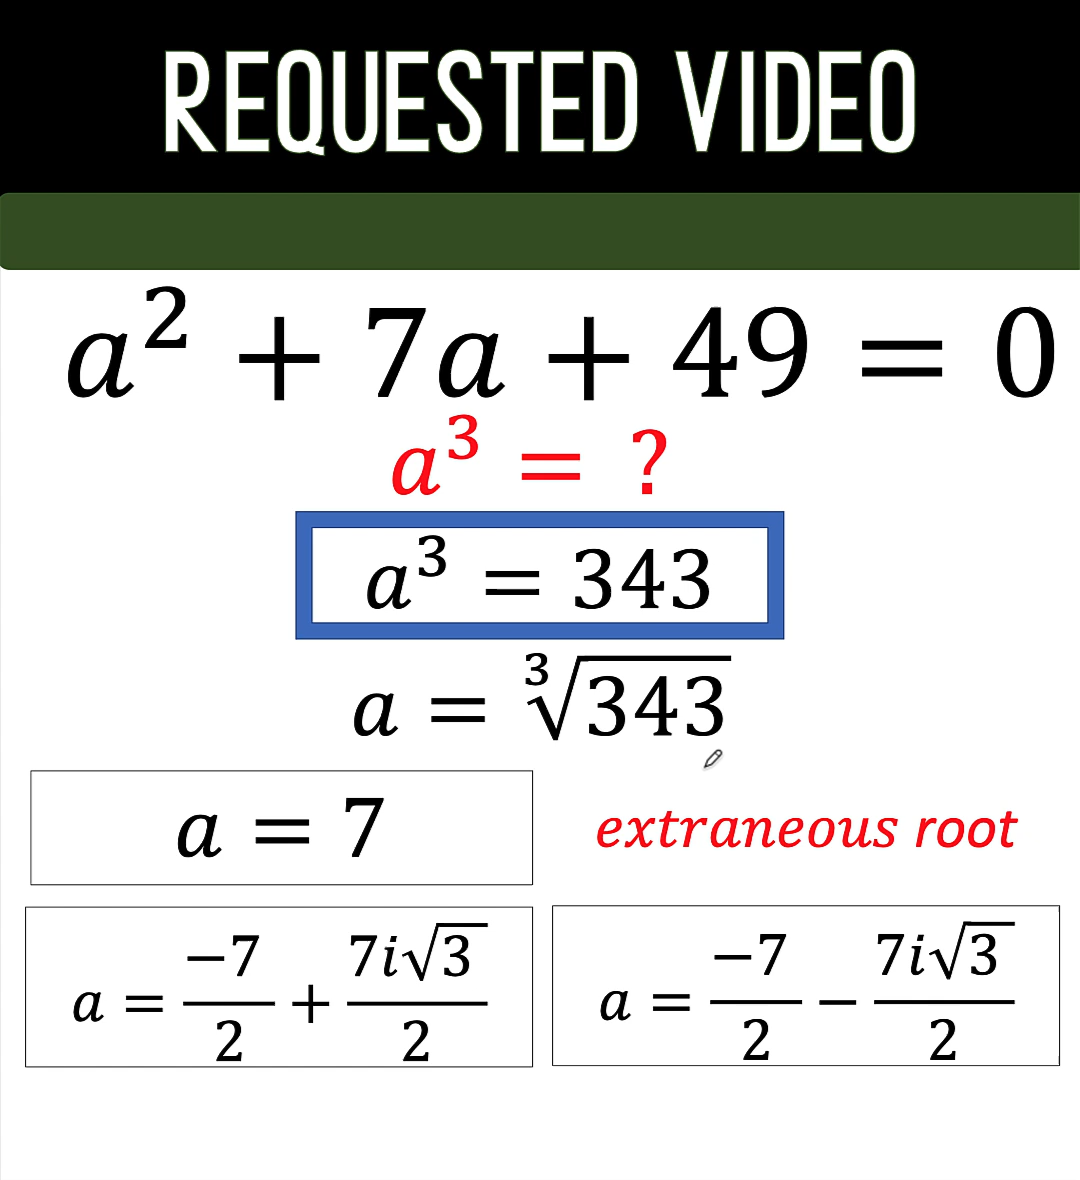 REQUESTED VIDEO
a² + 7a + 49 = 0
a³ = ?
a³ = 343
a = ∛343
a = 7
extraneous root
a = −7/2 + 7i√3/2
a = −7/2 − 7i√3/2